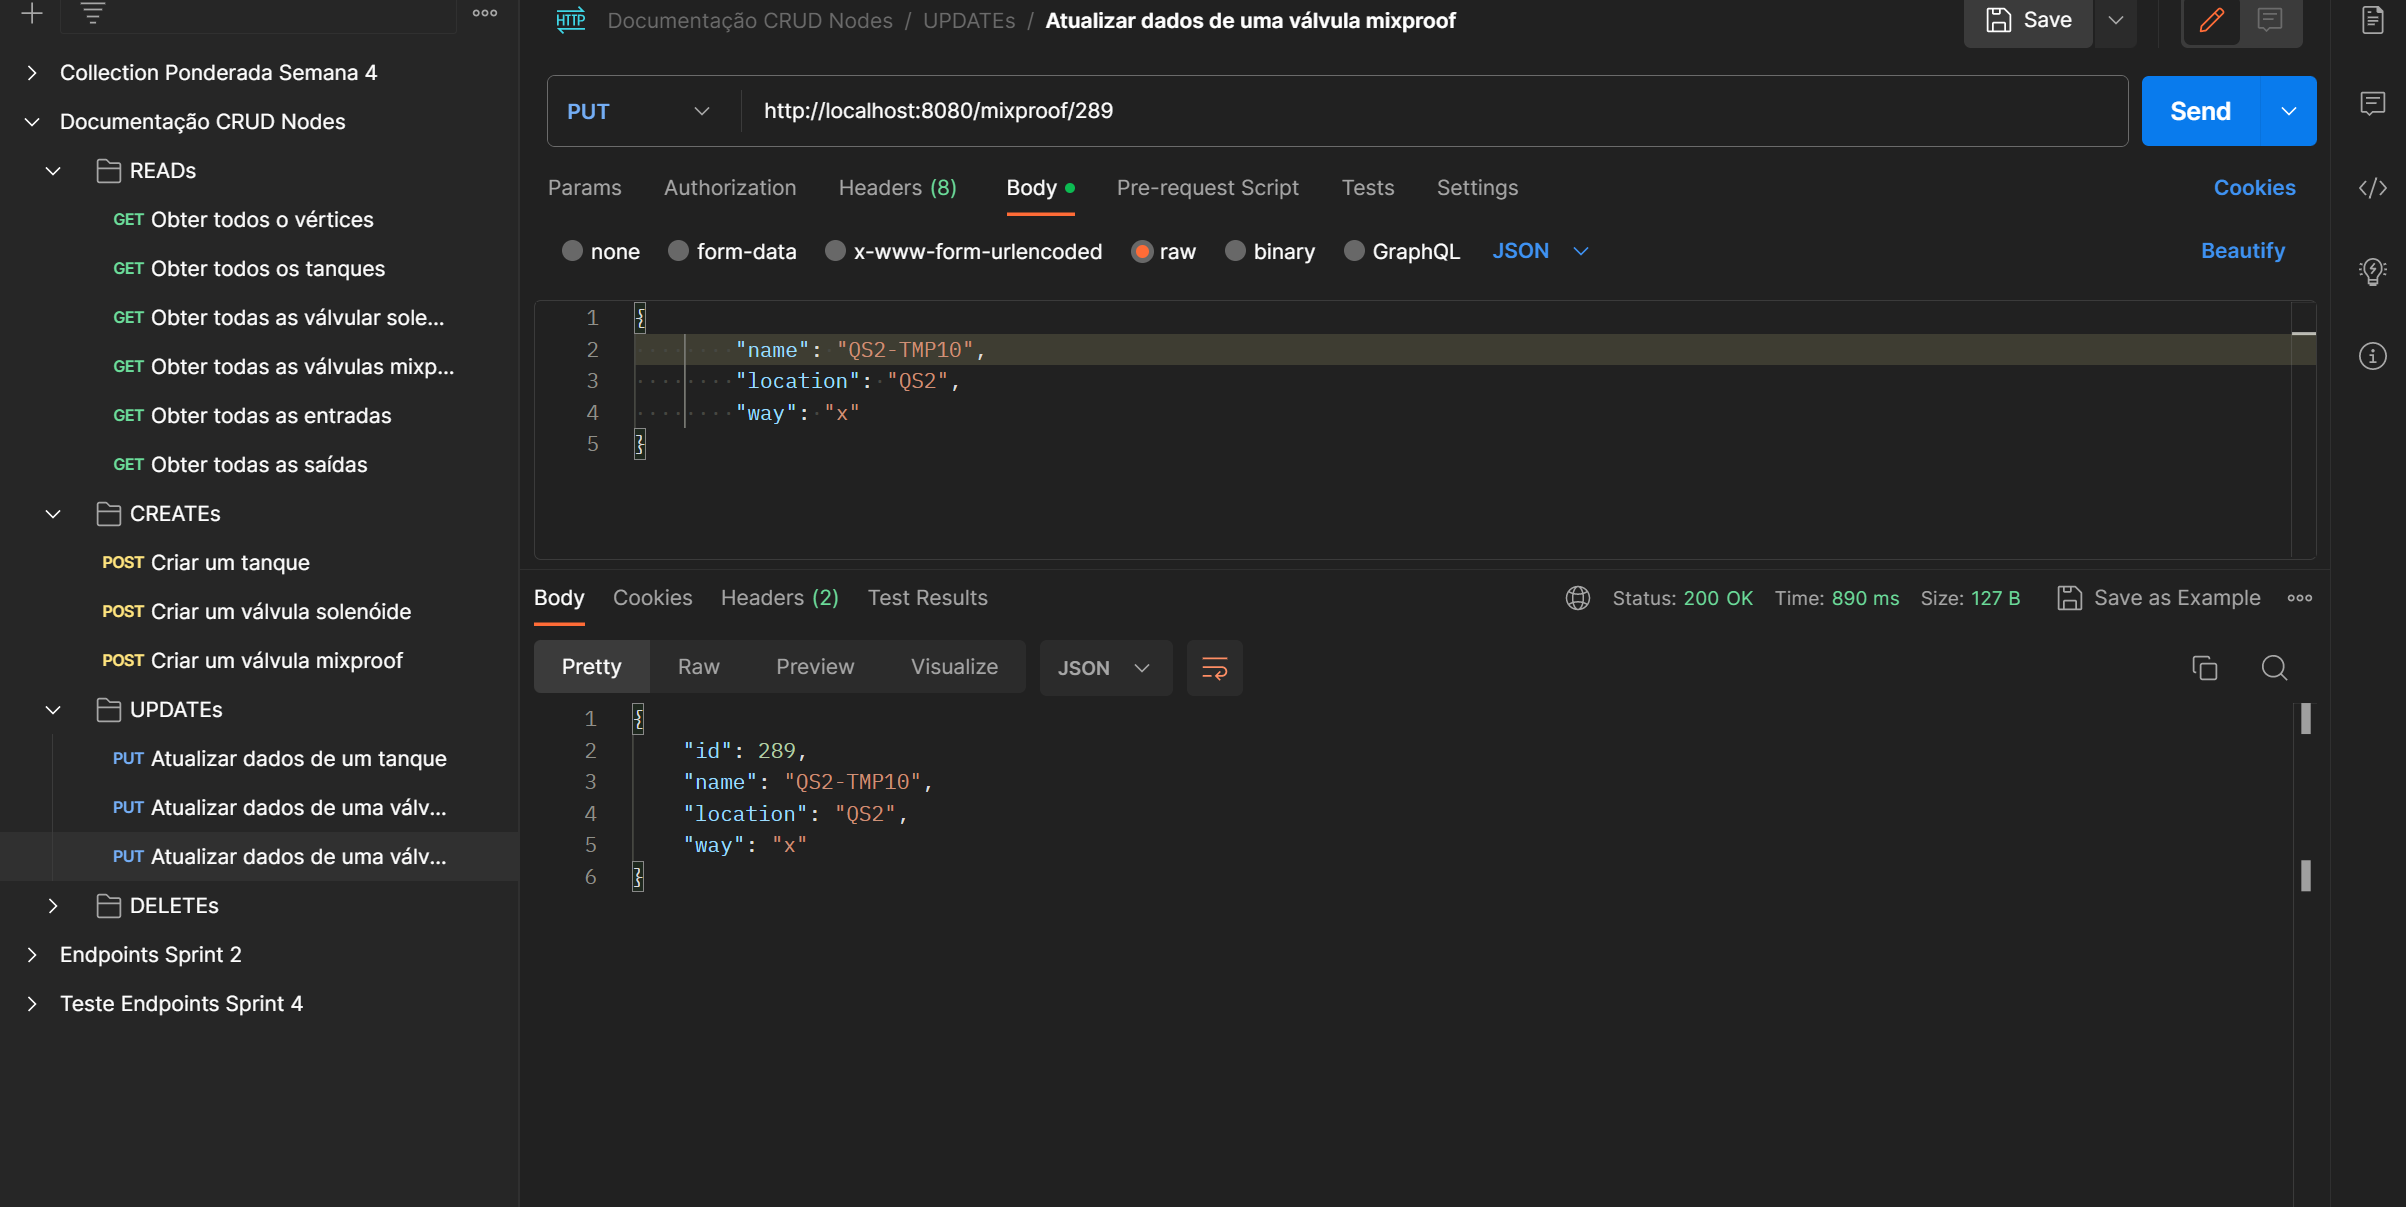 Collection Ponderada Semana 4
Documentação CRUD Nodes
READs
GET Obter todos o vértices
GET Obter todos os tanques
GET Obter todas as válvular sole...
GET Obter todas as válvulas mixp...
GET Obter todas as entradas
GET Obter todas as saídas
CREATEs
POST Criar um tanque
POST Criar um válvula solenóide
POST Criar um válvula mixproof
UPDATEs
PUT Atualizar dados de um tanque
PUT Atualizar dados de uma válv...
PUT Atualizar dados de uma válv...
DELETEs
Endpoints Sprint 2
Teste Endpoints Sprint 4
HTTP Documentação CRUD Nodes / UPDATEs / Atualizar dados de uma válvula mixproof
Save
PUT http://localhost:8080/mixproof/289
Send
Params Authorization Headers (8) Body Pre-request Script Tests Settings Cookies
none form-data x-www-form-urlencoded raw binary GraphQL JSON Beautify
1 {
2 "name": "QS2-TMP10",
3 "location": "QS2",
4 "way": "x"
5 }
Body Cookies Headers (2) Test Results Status: 200 OK Time: 890 ms Size: 127 B Save as Example
Pretty Raw Preview Visualize JSON
1 {
2 "id": 289,
3 "name": "QS2-TMP10",
4 "location": "QS2",
5 "way": "x"
6 }